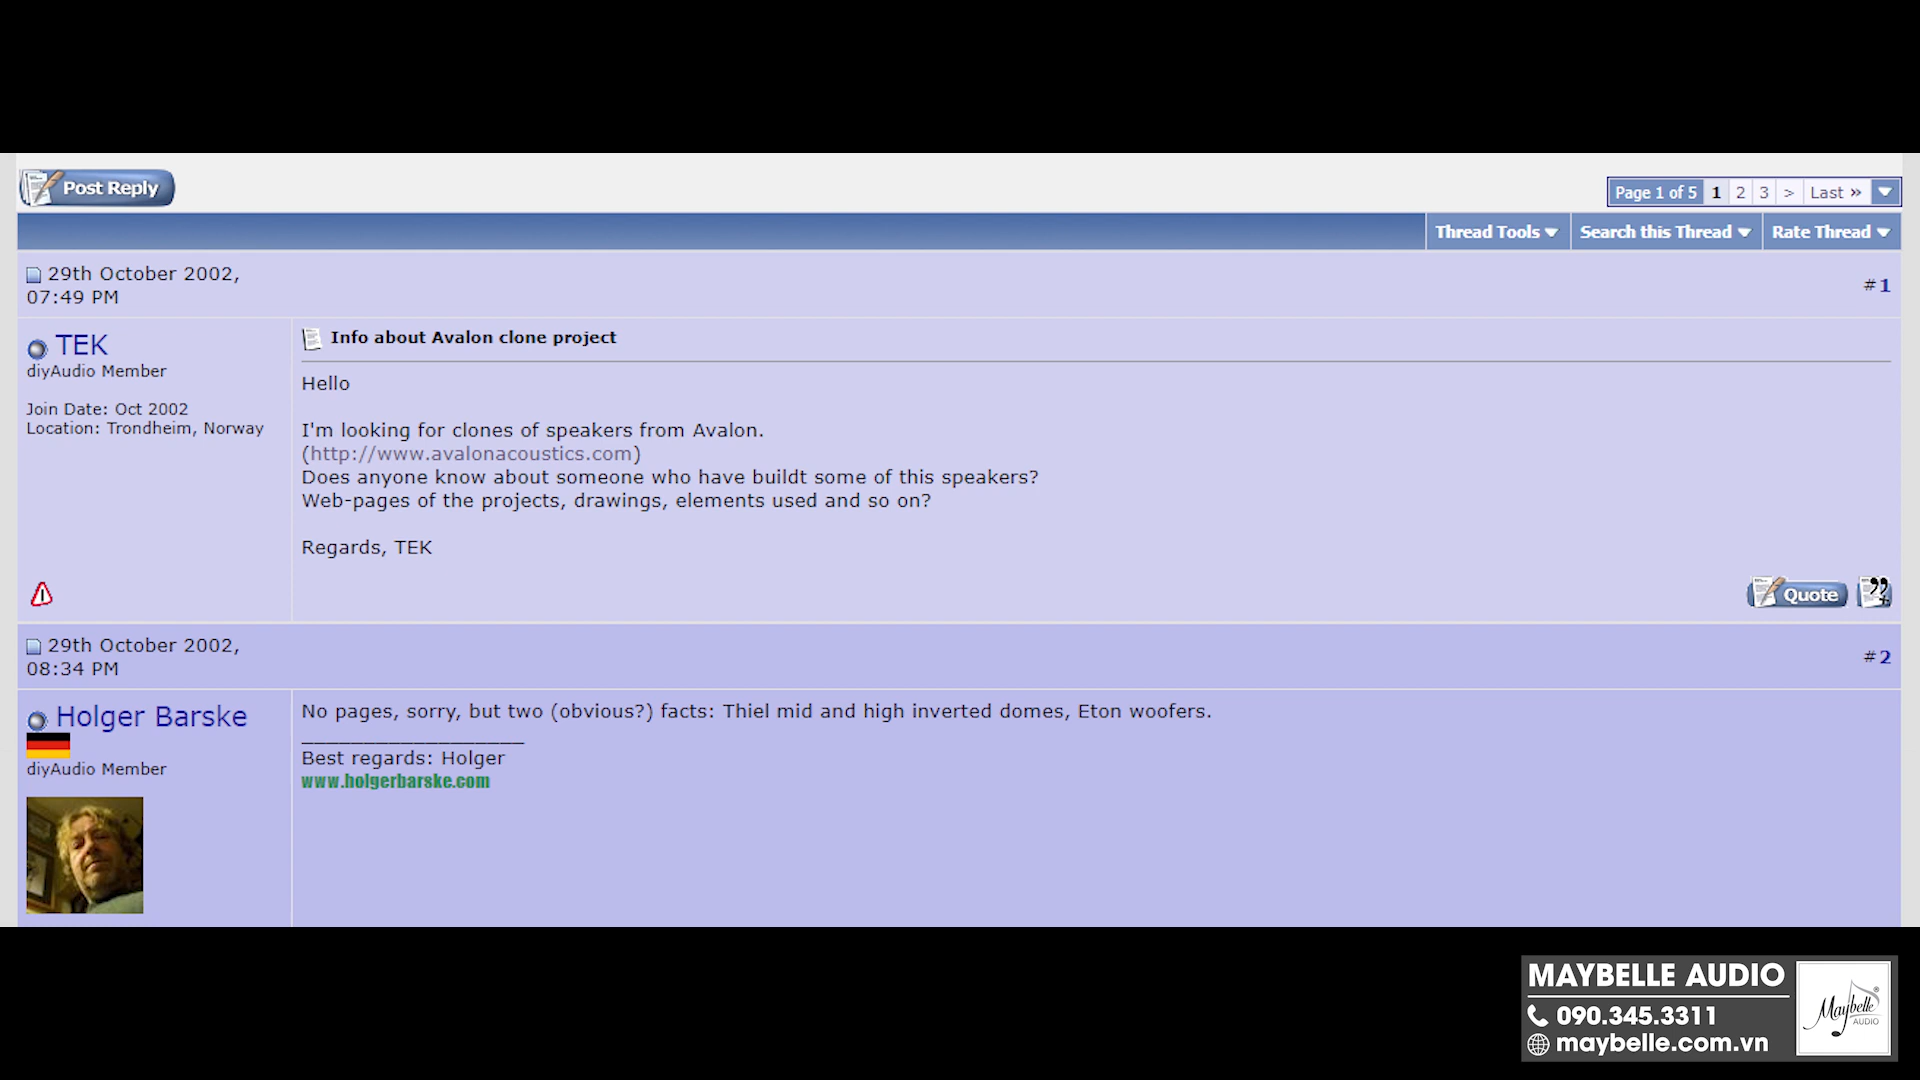 Post Reply
Page 1 of 5 1 2 3 > Last »
Thread Tools Search this Thread Rate Thread
29th October 2002,
07:49 PM
#1
TEK
diyAudio Member
Join Date: Oct 2002
Location: Trondheim, Norway
Info about Avalon clone project
Hello
I'm looking for clones of speakers from Avalon.
(http://www.avalonacoustics.com)
Does anyone know about someone who have buildt some of this speakers?
Web-pages of the projects, drawings, elements used and so on?
Regards, TEK
Quote
29th October 2002,
08:34 PM
#2
Holger Barske
diyAudio Member
No pages, sorry, but two (obvious?) facts: Thiel mid and high inverted domes, Eton woofers.
__________________
Best regards: Holger
www.holgerbarske.com
MAYBELLE AUDIO
090.345.3311
maybelle.com.vn
Maybelle®
AUDIO